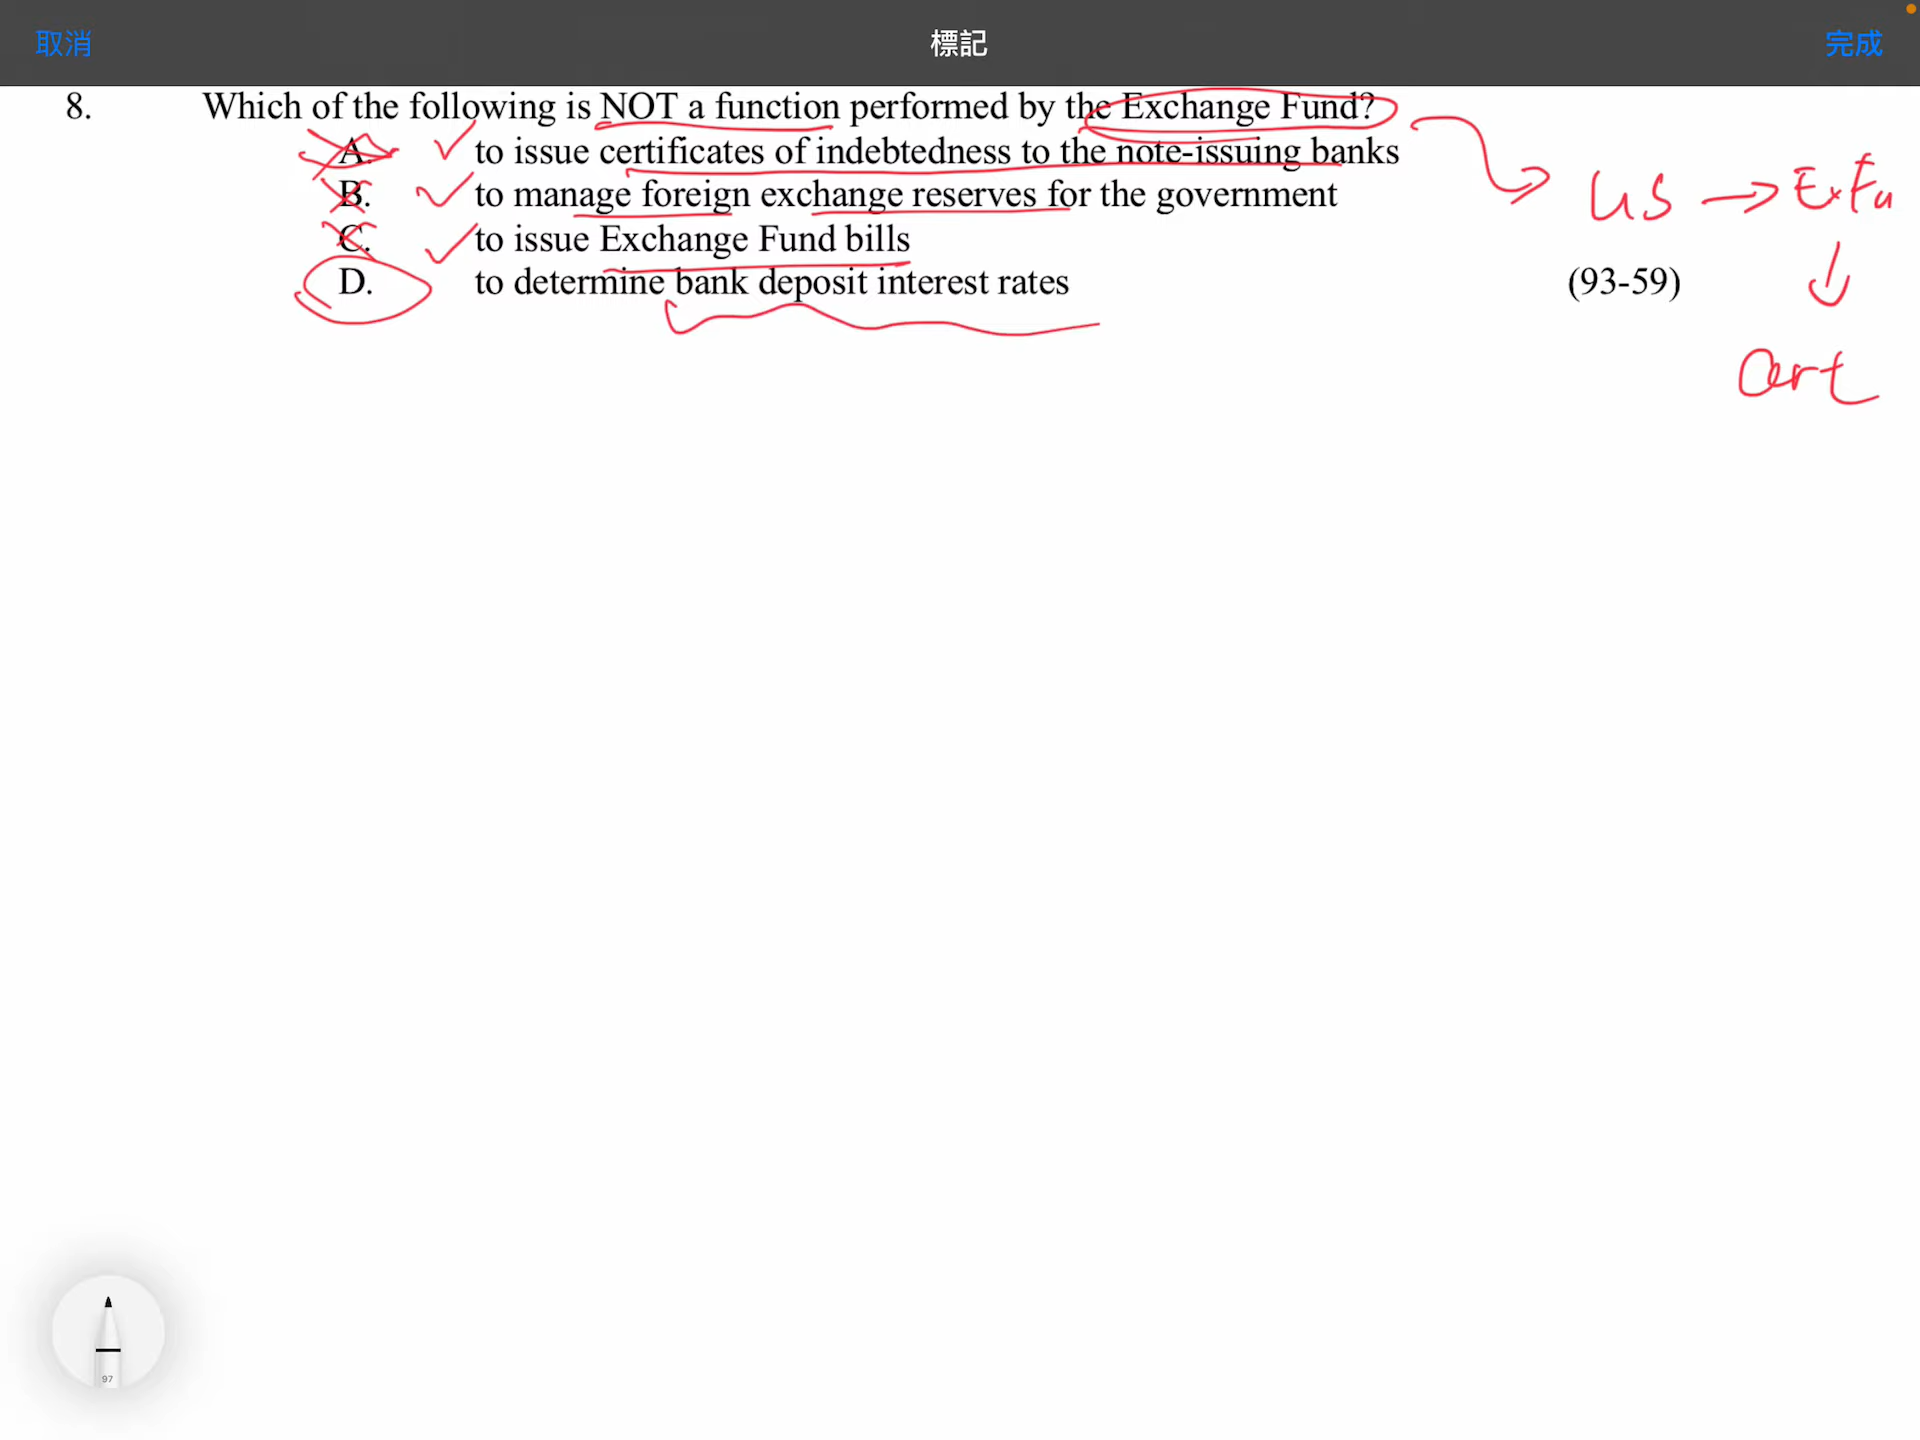 取消 標記 完成
8. Which of the following is NOT a function performed by the Exchange Fund?
A. to issue certificates of indebtedness to the note-issuing banks
B. to manage foreign exchange reserves for the government
US → ExFu
C. to issue Exchange Fund bills
D. to determine bank deposit interest rates (93-59)
Cert
97